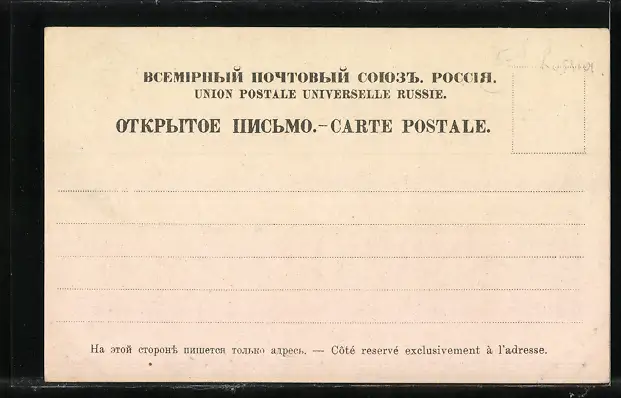 ВСЕМІРНЫЙ ПОЧТОВЫЙ СОЮЗЪ. РОССІЯ.
UNION POSTALE UNIVERSELLE RUSSIE.
ОТКРЫТОЕ ПИСЬМО.–CARTE POSTALE.
На этой сторонѣ пишется только адресъ. — Côté reservé exclusivement à l'adresse.